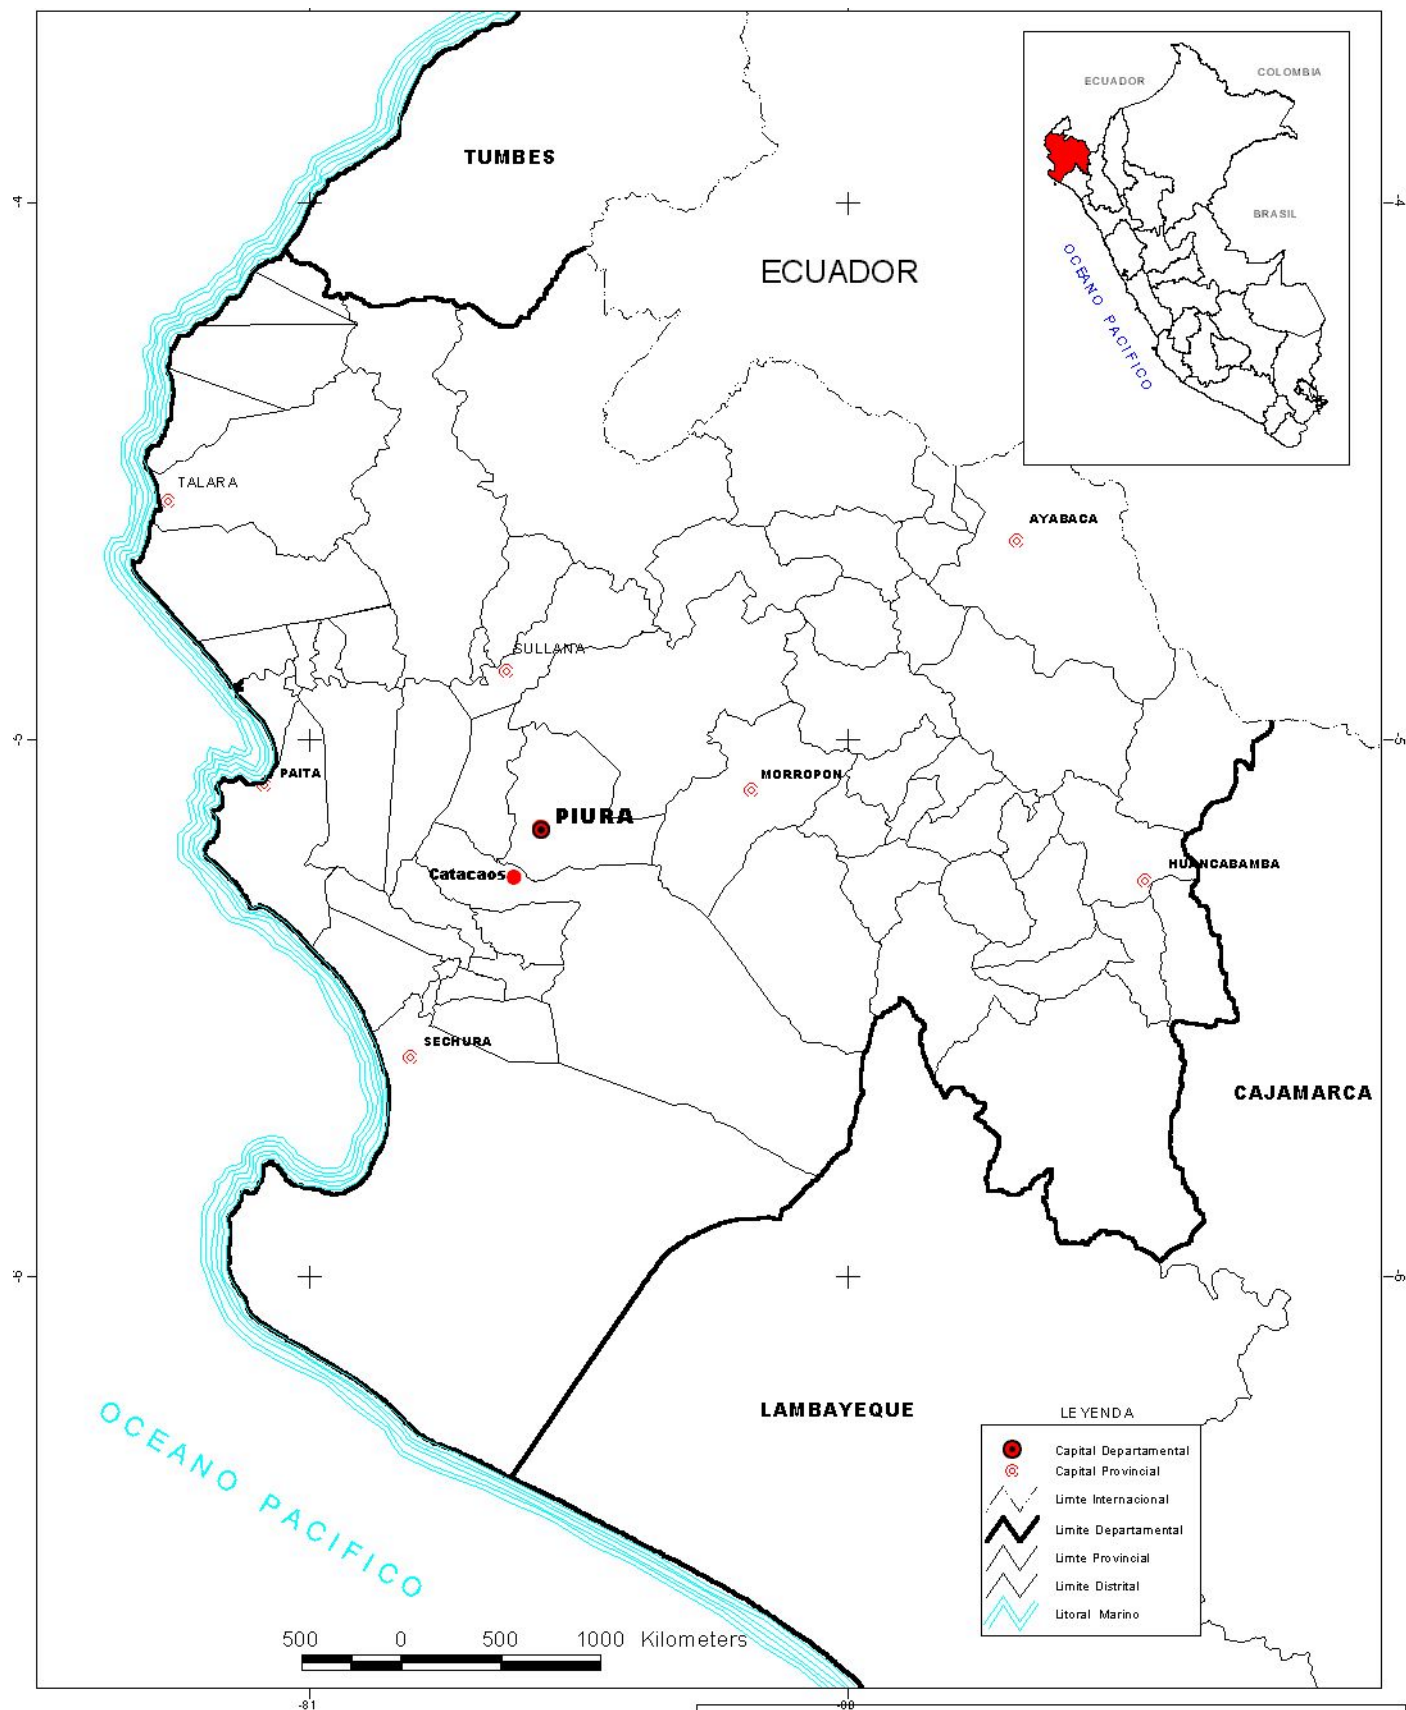 ECUADOR
COLOMBIA
BRASIL
OCEANO PACIFICO
TUMBES
-4
-4
ECUADOR
TALARA
AYABACA
SULLANA
-5
-5
PAITA
MORROPON
PIURA
HUANCABAMBA
Catacaos
SECHURA
CAJAMARCA
-6
-6
LAMBAYEQUE
OCEANO PACIFICO
LEYENDA
Capital Departamental
Capital Provincial
Limte Internacional
Limite Departamental
Limte Provincial
Limite Distrital
Litoral Marino
500 0 500 1000 Kilometers
-81
-80